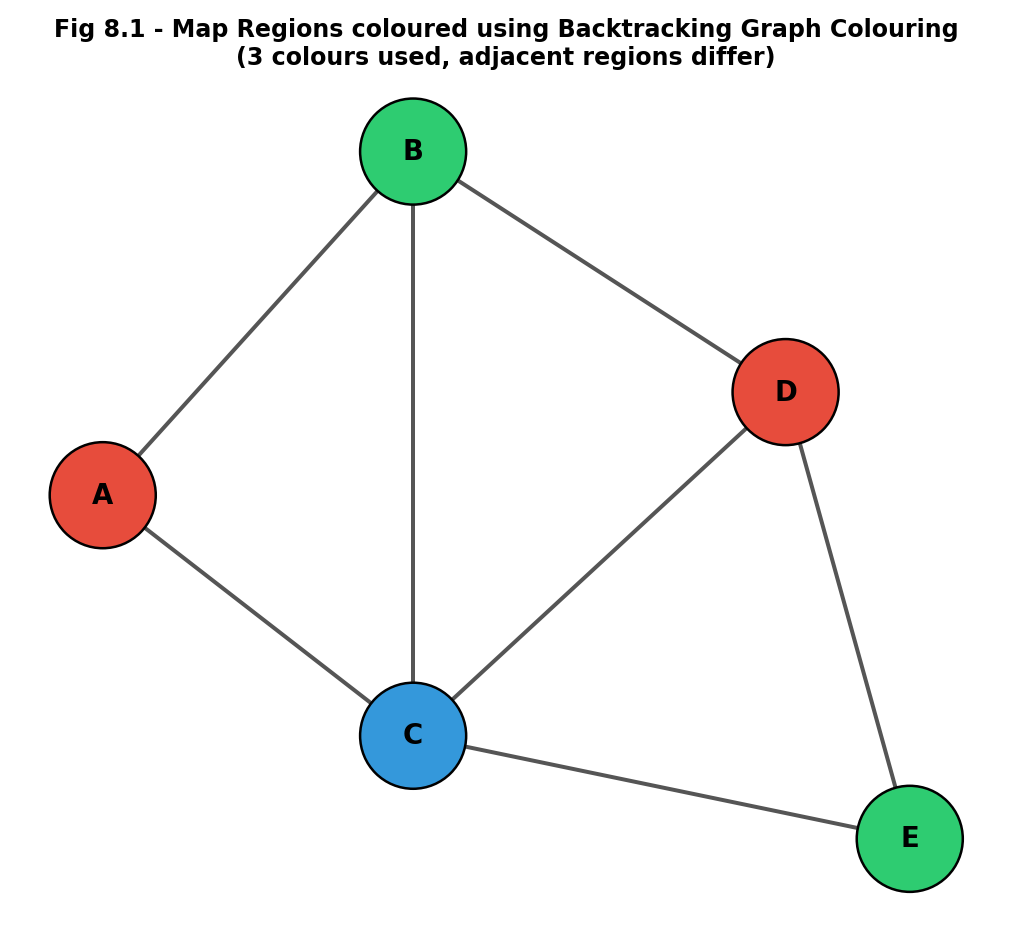 Fig 8.1 - Map Regions coloured using Backtracking Graph Colouring
(3 colours used, adjacent regions differ)
B
D
A
C
E